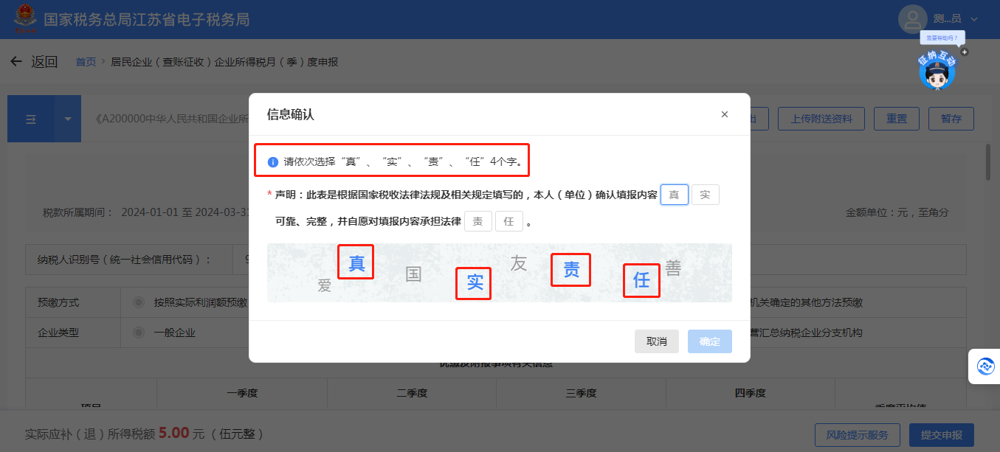 国家税务总局江苏省电子税务局
测...员
需要帮助吗？
征纳互动
返回 首页 › 居民企业（查账征收）企业所得税月（季）度申报
《A200000中华人民共和国企业所
出 上传附送资料 重置 暂存
信息确认
请依次选择“真”、“实”、“责”、“任”4个字。
* 声明：此表是根据国家税收法律法规及相关规定填写的，本人（单位）确认填报内容 真 实
可靠、完整，并自愿对填报内容承担法律 责 任 。
爱 真 国 实 友 责 任 善
取消 确定
税款所属期间： 2024-01-01 至 2024-03-31
金额单位：元，至角分
纳税人识别号（统一社会信用代码）： 9
预缴方式 按照实际利润额预缴 机关确定的其他方法预缴
企业类型 一般企业 营汇总纳税企业分支机构
优惠及附报事项有关信息
一季度 二季度 三季度 四季度
项目 季度平均值
实际应补（退）所得税额 5.00 元（ 伍元整 ）
风险提示服务 提交申报